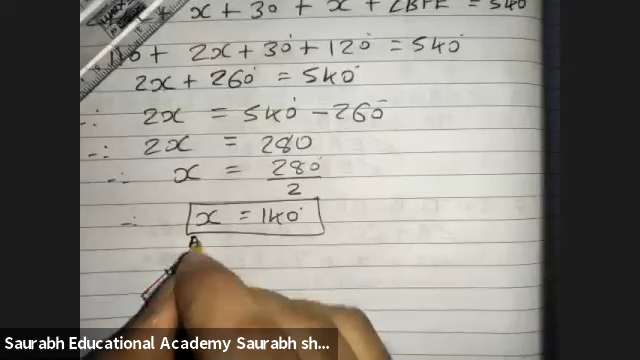 x + 30 + x + ∠BFE = 540
110 + 2x + 30° + 120° = 540°
2x + 260° = 540°
∴ 2x = 540° - 260°
∴ 2x = 280
∴ x = 280° / 2
∴ x = 140°
A
Saurabh Educational Academy Saurabh sh...